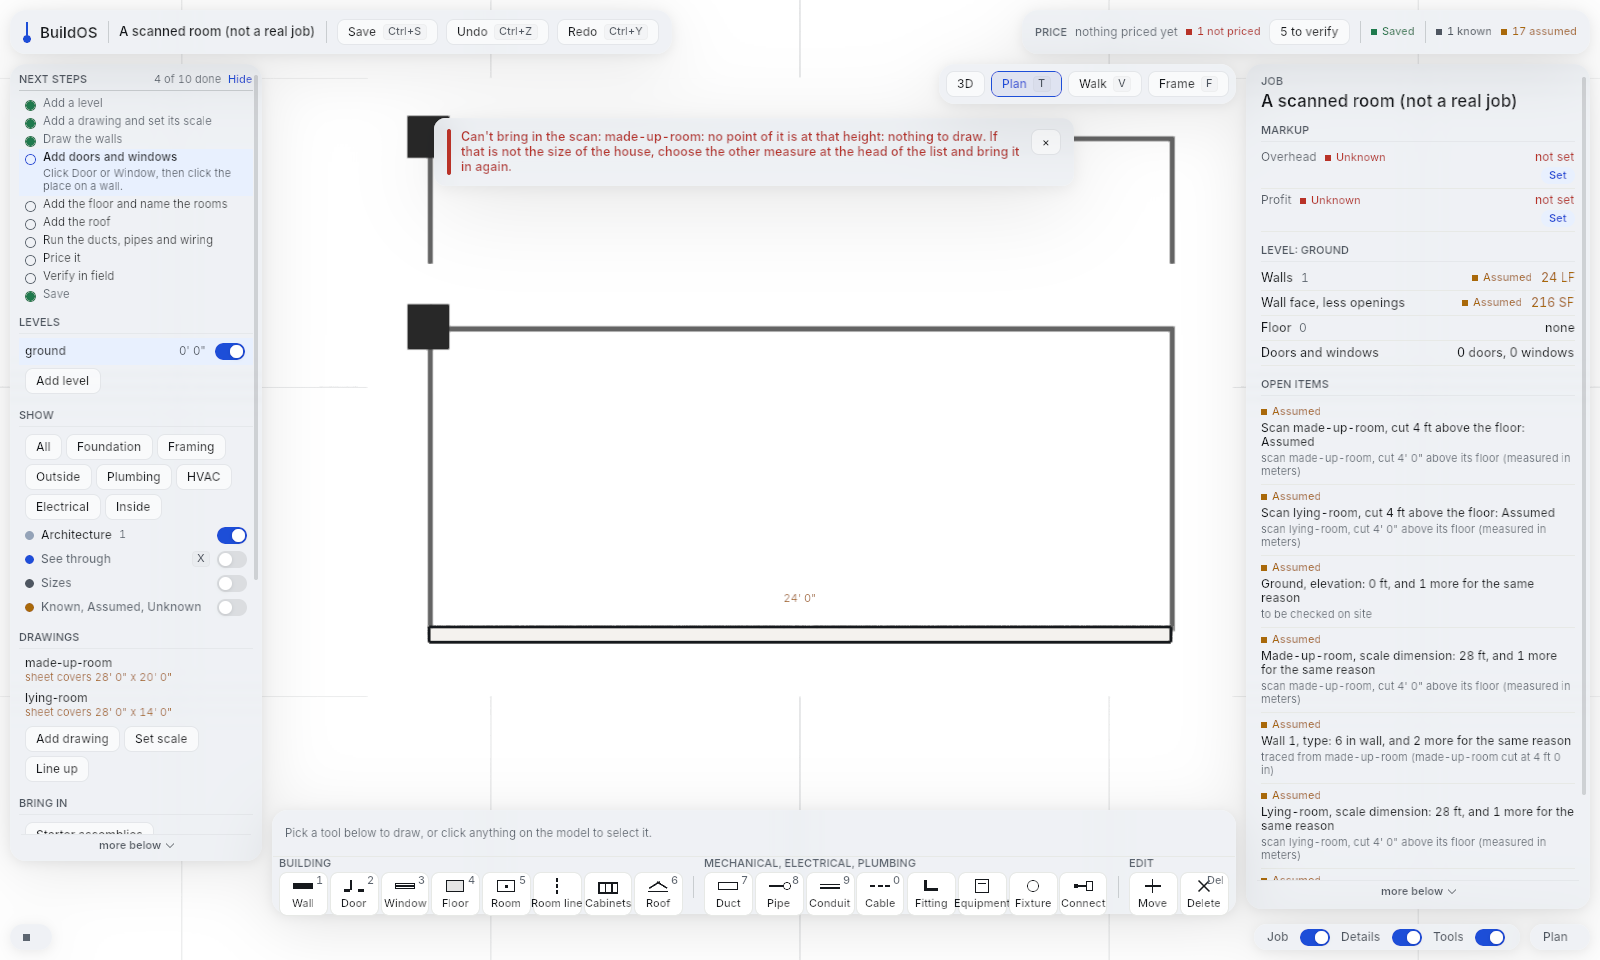 BuildOS
A scanned room (not a real job)
Save Ctrl+S
Undo Ctrl+Z
Redo Ctrl+Y
PRICE nothing priced yet 1 not priced 5 to verify Saved 1 known 17 assumed
NEXT STEPS 4 of 10 done Hide
Add a level
Add a drawing and set its scale
Draw the walls
Add doors and windows
Click Door or Window, then click the
place on a wall.
Add the floor and name the rooms
Add the roof
Run the ducts, pipes and wiring
Price it
Verify in field
Save
LEVELS
ground 0' 0"
Add level
SHOW
All Foundation Framing
Outside Plumbing HVAC
Electrical Inside
Architecture 1
See through X
Sizes
Known, Assumed, Unknown
DRAWINGS
made-up-room
sheet covers 28' 0" x 20' 0"
lying-room
sheet covers 28' 0" x 14' 0"
Add drawing Set scale
Line up
BRING IN
Starter assemblies
more below
3D Plan T Walk V Frame F
Can't bring in the scan: made-up-room: no point of it is at that height: nothing to draw. If
that is not the size of the house, choose the other measure at the head of the list and bring it
in again.
×
24' 0"
Pick a tool below to draw, or click anything on the model to select it.
BUILDING
Wall 1
Door 2
Window 3
Floor 4
Room 5
Room line
Cabinets
Roof 6
MECHANICAL, ELECTRICAL, PLUMBING
Duct 7
Pipe 8
Conduit 9
Cable 0
Fitting
Equipment
Fixture
Connect
EDIT
Move
Delete Del
JOB
A scanned room (not a real job)
MARKUP
Overhead Unknown not set
Set
Profit Unknown not set
Set
LEVEL: GROUND
Walls 1 Assumed 24 LF
Wall face, less openings Assumed 216 SF
Floor 0 none
Doors and windows 0 doors, 0 windows
OPEN ITEMS
Assumed
Scan made-up-room, cut 4 ft above the floor:
Assumed
scan made-up-room, cut 4' 0" above its floor (measured in
meters)
Assumed
Scan lying-room, cut 4 ft above the floor: Assumed
scan lying-room, cut 4' 0" above its floor (measured in
meters)
Assumed
Ground, elevation: 0 ft, and 1 more for the same
reason
to be checked on site
Assumed
Made-up-room, scale dimension: 28 ft, and 1 more
for the same reason
scan made-up-room, cut 4' 0" above its floor (measured in
meters)
Assumed
Wall 1, type: 6 in wall, and 2 more for the same reason
traced from made-up-room (made-up-room cut at 4 ft 0
in)
Assumed
Lying-room, scale dimension: 28 ft, and 1 more for the
same reason
scan lying-room, cut 4' 0" above its floor (measured in
meters)
Assumed
more below
Job Details Tools Plan